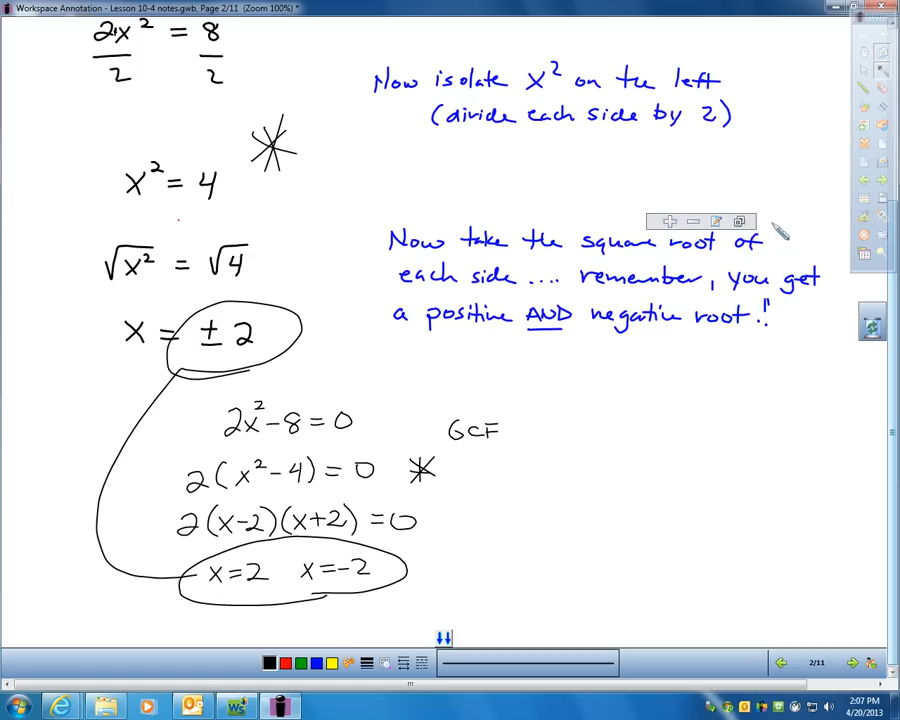 Workspace Annotation - Lesson 10-4 notes.gwb, Page 2/11 (Zoom 100%) *
2x² = 8
2 2
Now isolate x² on the left
(divide each side by 2)
x² = 4
Now take the square root of
each side .... remember, you get
a positive AND negative root!!
√x² = √4
x = ± 2
2x² - 8 = 0
GCF
2(x² - 4) = 0
2(x-2)(x+2) = 0
x=2 x=-2
2/11
2:07 PM
4/20/2013